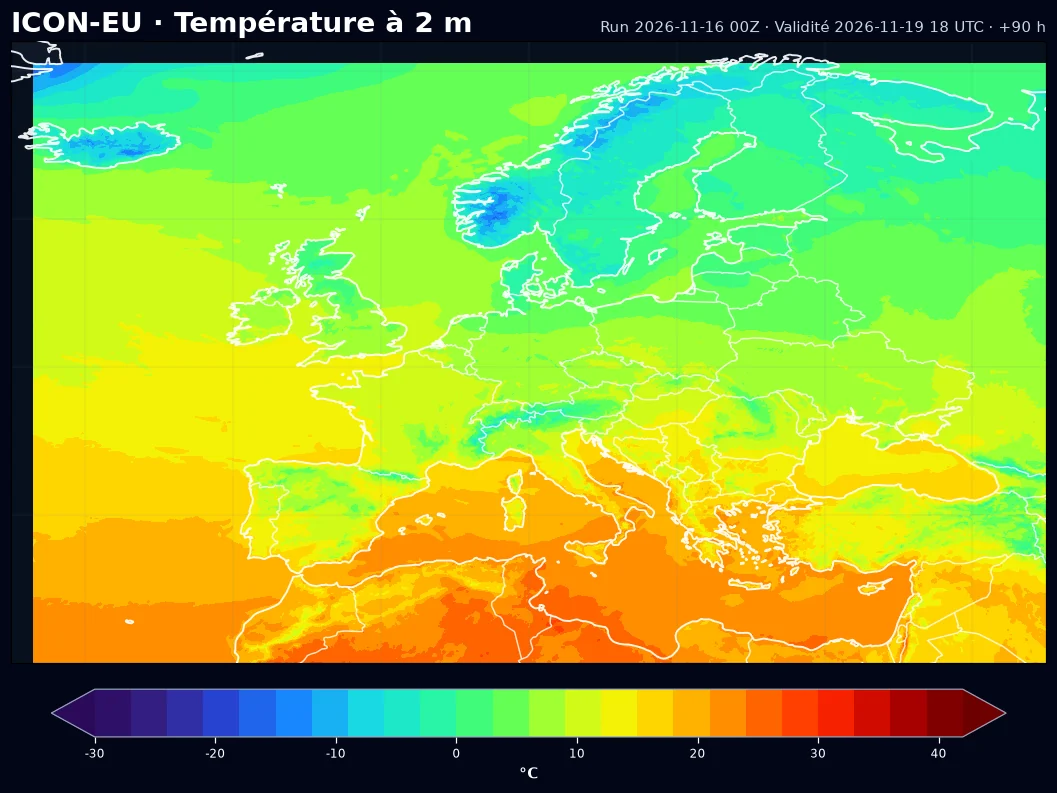 ICON-EU · Température à 2 m
Run 2026-11-16 00Z · Validité 2026-11-19 18 UTC · +90 h
-30 -20 -10 0 10 20 30 40
°C